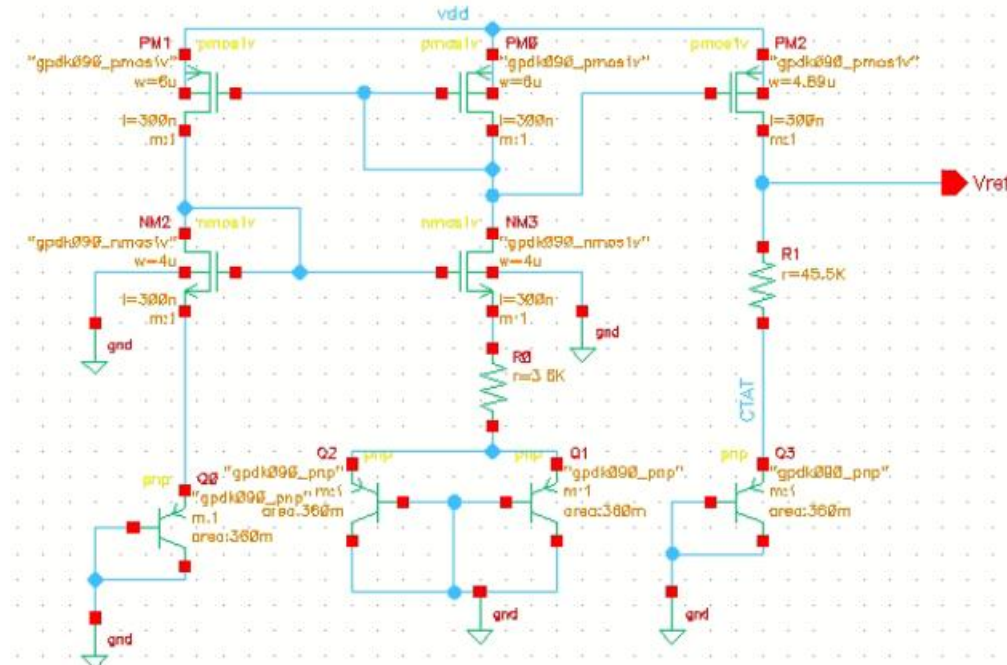 vdd
PM1
pmos1v
"gpdk090_pmos1v"
w=6u
l=300n
m:1
PM0
pmos1v
"gpdk090_pmos1v"
w=6u
l=300n
m:1
PM2
pmos1v
"gpdk090_pmos1v"
w=4.89u
l=300n
m:1
Vref
NM2
nmos1v
"gpdk090_nmos1v"
w=4u
l=300n
m:1
gnd
NM3
nmos1v
"gpdk090_nmos1v"
w=4u
l=300n
m:1
gnd
R1
r=45.5K
R0
r=3.6K
CTAT
Q0
pnp
"gpdk090_pnp"
m:1
area:360m
gnd
Q2
pnp
"gpdk090_pnp"
area:360m
Q1
pnp
"gpdk090_pnp"
m:1
area:360m
gnd
Q3
pnp
"gpdk090_pnp"
area:360m
gnd